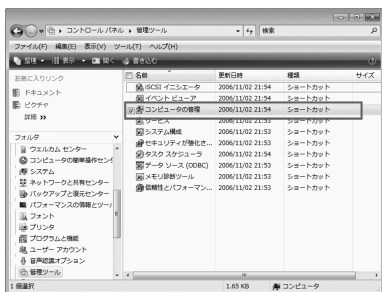 コントロール パネル ▸ 管理ツール
検索
ファイル(F) 編集(E) 表示(V) ツール(T) ヘルプ(H)
整理 表示 開く 書き込む
お気に入りリンク
ドキュメント
ピクチャ
詳細 »
フォルダ
ウエルカム センター
コンピュータの簡単操作セン
システム
ネットワークと共有センター
バックアップと復元センター
パフォーマンスの情報とツー
フォント
プリンタ
プログラムと機能
ユーザー アカウント
音声認識オプション
管理ツール
名前 更新日時 種類 サイズ
iSCSI イニシエータ 2006/11/02 21:54 ショートカット
イベント ビューア 2006/11/02 21:54 ショートカット
コンピュータの管理 2006/11/02 21:54 ショートカット
サービス 2006/11/02 21:53 ショートカット
システム構成 2006/11/02 21:53 ショートカット
セキュリティが強化さ... 2006/11/02 21:54 ショートカット
タスク スケジューラ 2006/11/02 21:54 ショートカット
データ ソース (ODBC) 2006/11/02 21:53 ショートカット
メモリ診断ツール 2006/11/02 21:53 ショートカット
信頼性とパフォーマン... 2006/11/02 21:53 ショートカット
1 個選択 1.65 KB コンピュータ